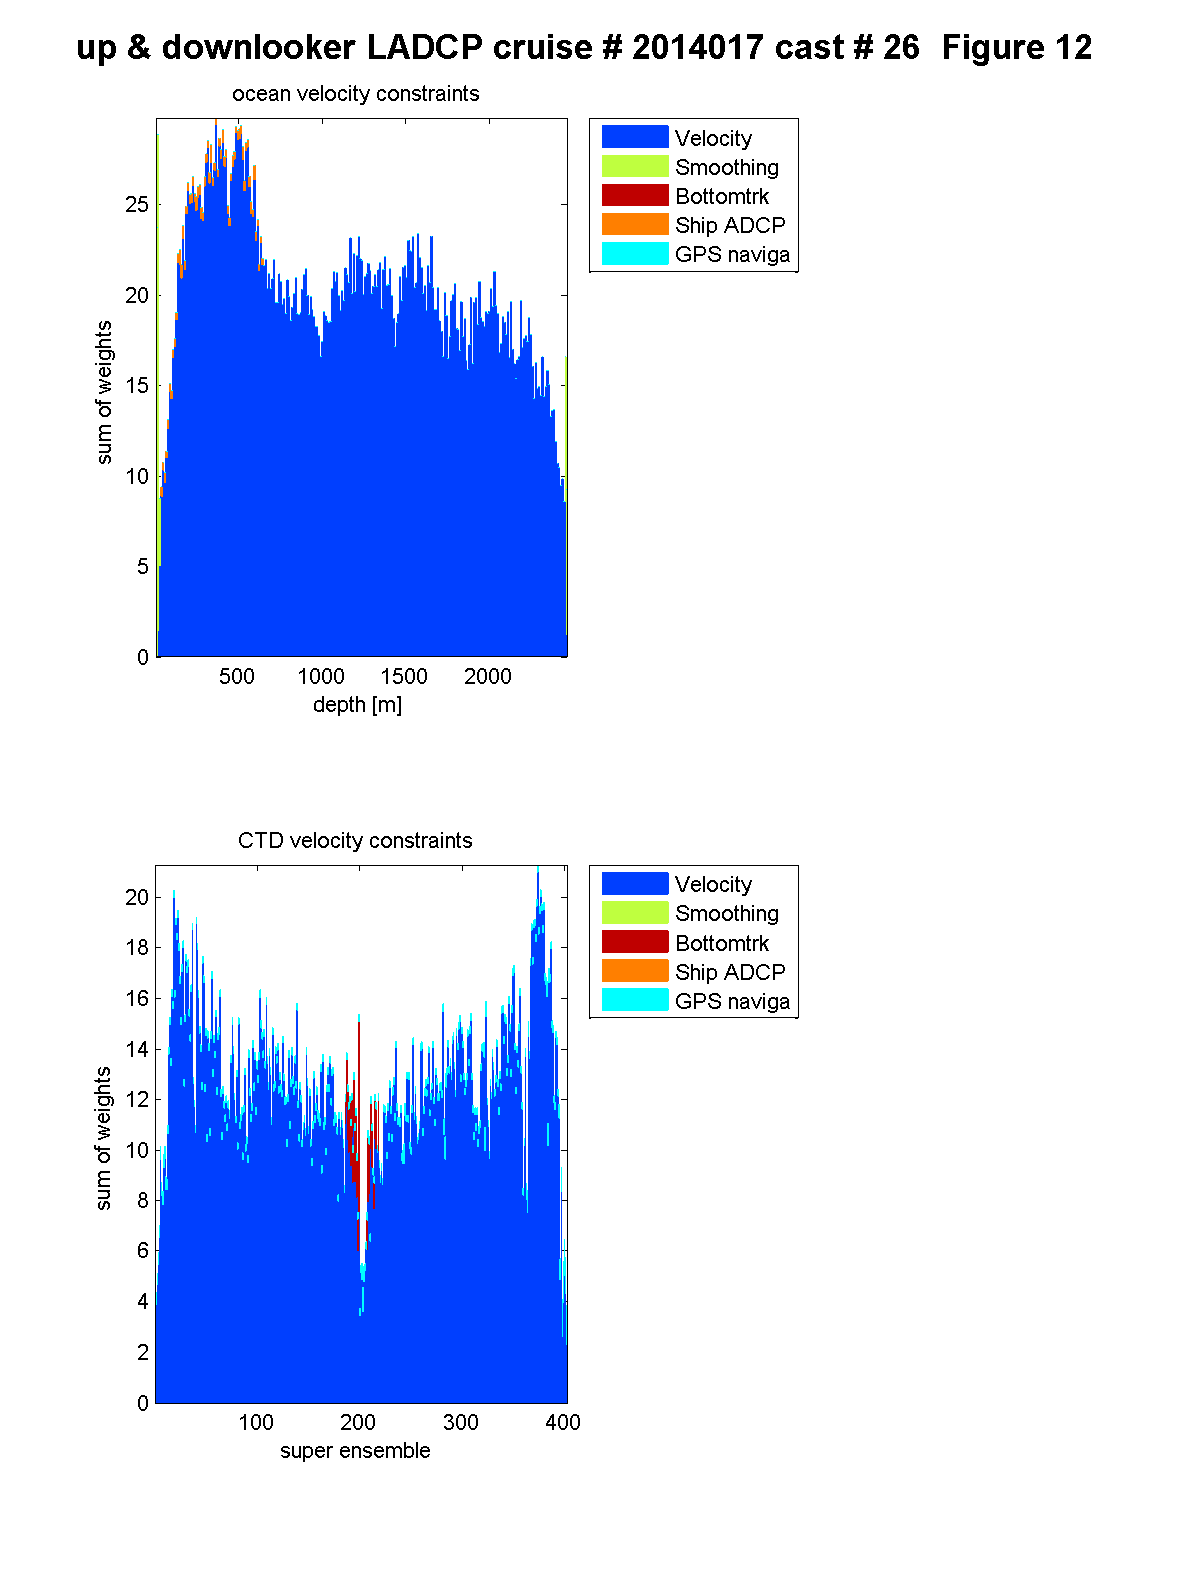 up & downlooker LADCP cruise # 2014017 cast # 26  Figure 12
ocean velocity constraints
Velocity
Smoothing
Bottomtrk
Ship ADCP
GPS naviga
25
20
15
10
5
0
sum of weights
500 1000 1500 2000
depth [m]
CTD velocity constraints
Velocity
Smoothing
Bottomtrk
Ship ADCP
GPS naviga
20
18
16
14
12
10
8
6
4
2
0
sum of weights
100 200 300 400
super ensemble